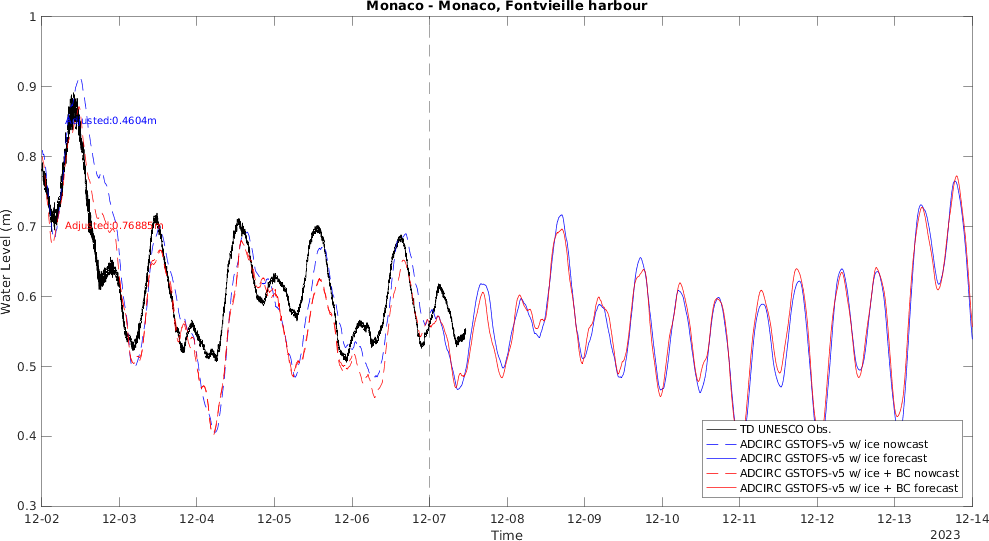 Monaco - Monaco, Fontvieille harbour
Water Level (m)
1
0.9
0.8
0.7
0.6
0.5
0.4
0.3
Adjusted:0.4604m
Adjusted:0.76885m
TD UNESCO Obs.
ADCIRC GSTOFS-v5 w/ ice nowcast
ADCIRC GSTOFS-v5 w/ ice forecast
ADCIRC GSTOFS-v5 w/ ice + BC nowcast
ADCIRC GSTOFS-v5 w/ ice + BC forecast
12-02 12-03 12-04 12-05 12-06 12-07 12-08 12-09 12-10 12-11 12-12 12-13 12-14
Time
2023